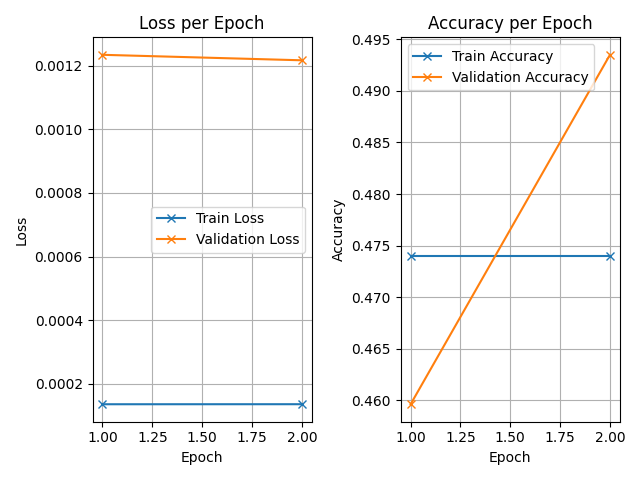 Loss per Epoch
0.0012
0.0010
0.0008
0.0006
0.0004
0.0002
Loss
Train Loss
Validation Loss
1.00 1.25 1.50 1.75 2.00
Epoch
Accuracy per Epoch
0.495
0.490
0.485
0.480
0.475
0.470
0.465
0.460
Accuracy
Train Accuracy
Validation Accuracy
1.00 1.25 1.50 1.75 2.00
Epoch